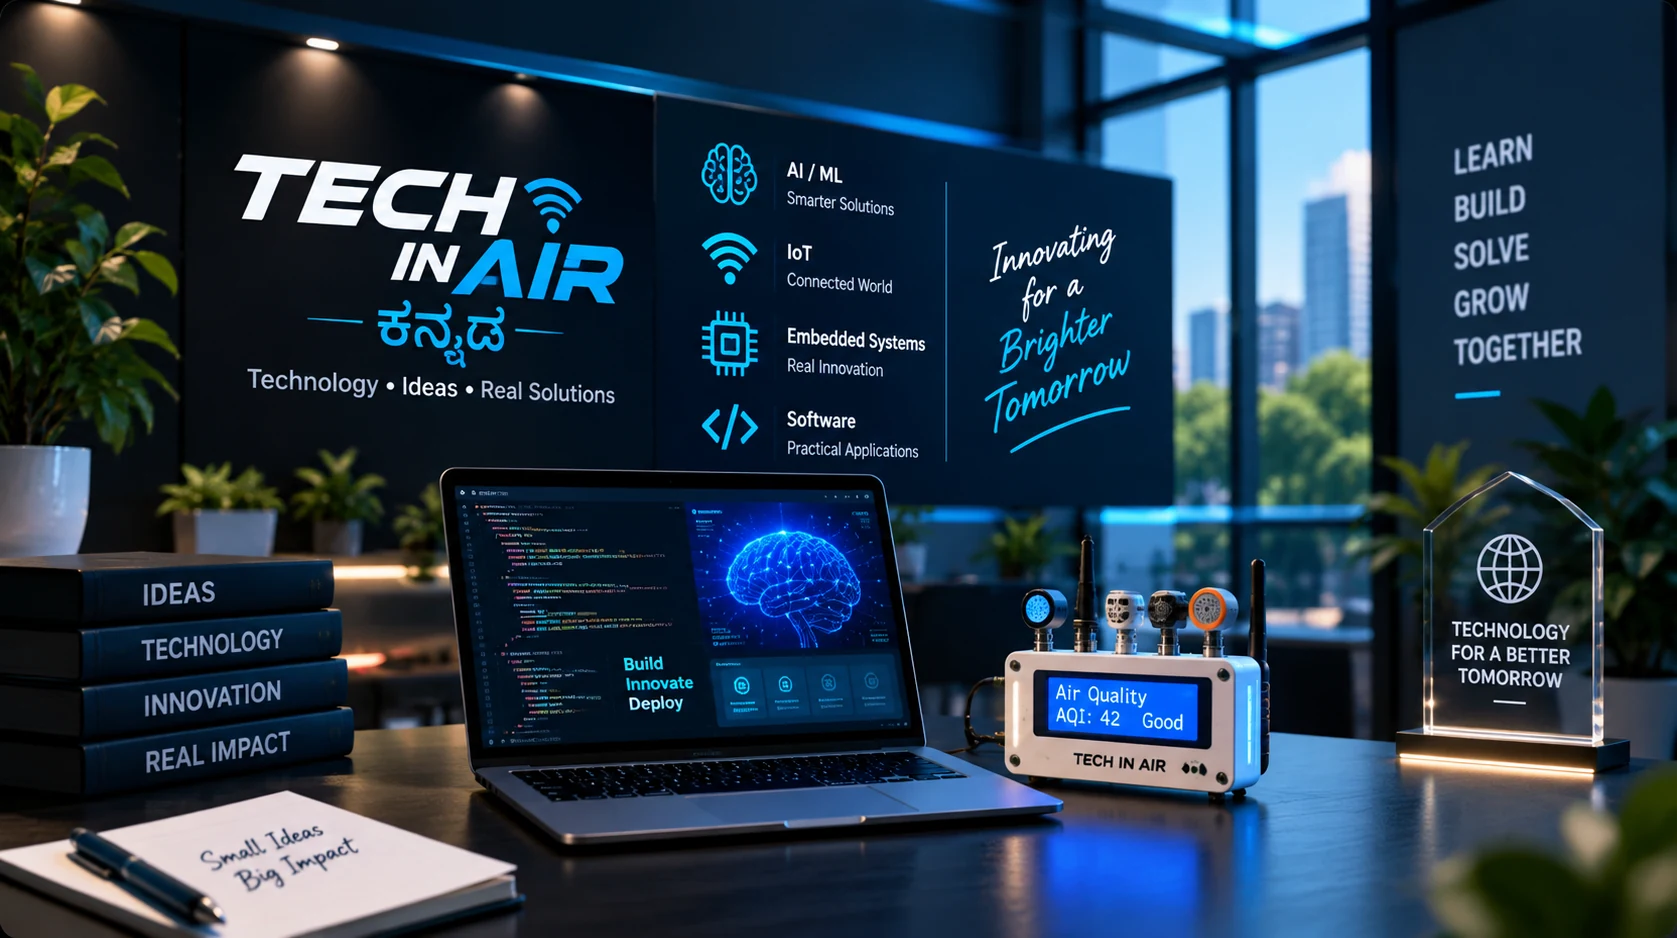 TECH
IN AIR
ಕನ್ನಡ
Technology • Ideas • Real Solutions
AI / ML
Smarter Solutions
IoT
Connected World
Embedded Systems
Real Innovation
Software
Practical Applications
Innovating
for a
Brighter
Tomorrow
LEARN
BUILD
SOLVE
GROW
TOGETHER
IDEAS
TECHNOLOGY
INNOVATION
REAL IMPACT
Small Ideas
Big Impact
Build
Innovate
Deploy
Air Quality
AQI: 42 Good
TECH IN AIR
TECHNOLOGY
FOR A BETTER
TOMORROW